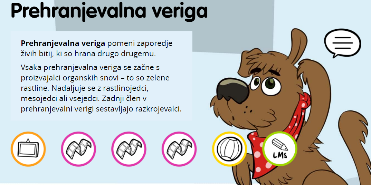 Prehranjevalna veriga
Prehranjevalna veriga pomeni zaporedje
živih bitij, ki so hrana drugo drugemu.
Vsaka prehranjevalna veriga se začne s
proizvajalci organskih snovi – to so zelene
rastline. Nadaljuje se z rastlinojedci,
mesojedci ali vsejedci. Zadnji člen v
prehranjevalni verigi sestavljajo razkrojevalci.
LMs